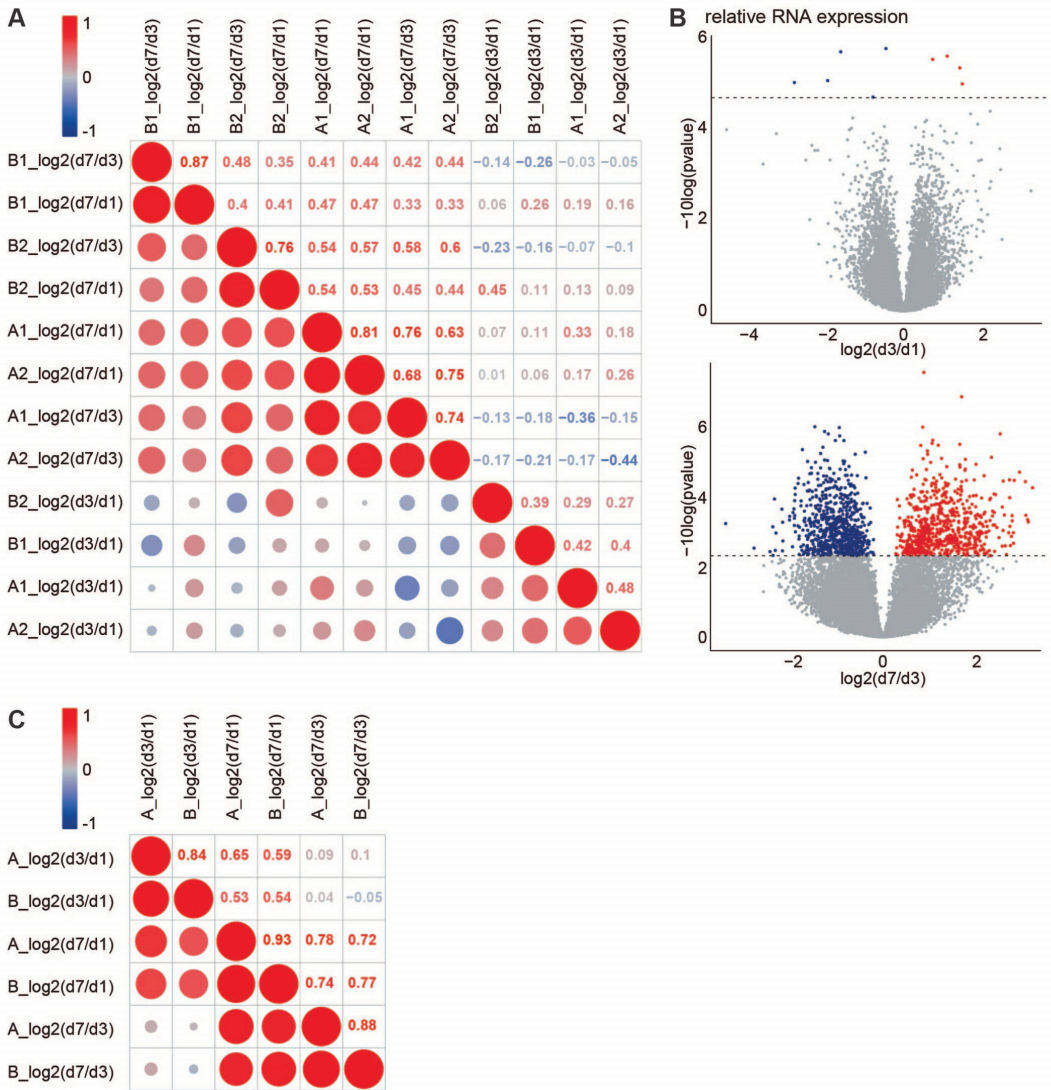 A
B1_log2(d7/d3)
B1_log2(d7/d1)
B2_log2(d7/d3)
B2_log2(d7/d1)
A1_log2(d7/d1)
A2_log2(d7/d1)
A1_log2(d7/d3)
A2_log2(d7/d3)
B2_log2(d3/d1)
B1_log2(d3/d1)
A1_log2(d3/d1)
A2_log2(d3/d1)
1
0
-1
B1_log2(d7/d3) 0.87 0.48 0.35 0.41 0.44 0.42 0.44 −0.14 −0.26 −0.03 −0.05
B1_log2(d7/d1) 0.4 0.41 0.47 0.47 0.33 0.33 0.06 0.26 0.19 0.16
B2_log2(d7/d3) 0.76 0.54 0.57 0.58 0.6 −0.23 −0.16 −0.07 −0.1
B2_log2(d7/d1) 0.54 0.53 0.45 0.44 0.45 0.11 0.13 0.09
A1_log2(d7/d1) 0.81 0.76 0.63 0.07 0.11 0.33 0.18
A2_log2(d7/d1) 0.68 0.75 0.01 0.06 0.17 0.26
A1_log2(d7/d3) 0.74 −0.13 −0.18 −0.36 −0.15
A2_log2(d7/d3) −0.17 −0.21 −0.17 −0.44
B2_log2(d3/d1) 0.39 0.29 0.27
B1_log2(d3/d1) 0.42 0.4
A1_log2(d3/d1) 0.48
A2_log2(d3/d1)
B
relative RNA expression
−10log(pvalue)
6
4
2
0
−4 −2 0 2
log2(d3/d1)
−10log(pvalue)
6
4
2
0
−2 0 2
log2(d7/d3)
C
A_log2(d3/d1)
B_log2(d3/d1)
A_log2(d7/d1)
B_log2(d7/d1)
A_log2(d7/d3)
B_log2(d7/d3)
1
0
-1
A_log2(d3/d1) 0.84 0.65 0.59 0.09 0.1
B_log2(d3/d1) 0.53 0.54 0.04 −0.05
A_log2(d7/d1) 0.93 0.78 0.72
B_log2(d7/d1) 0.74 0.77
A_log2(d7/d3) 0.88
B_log2(d7/d3)